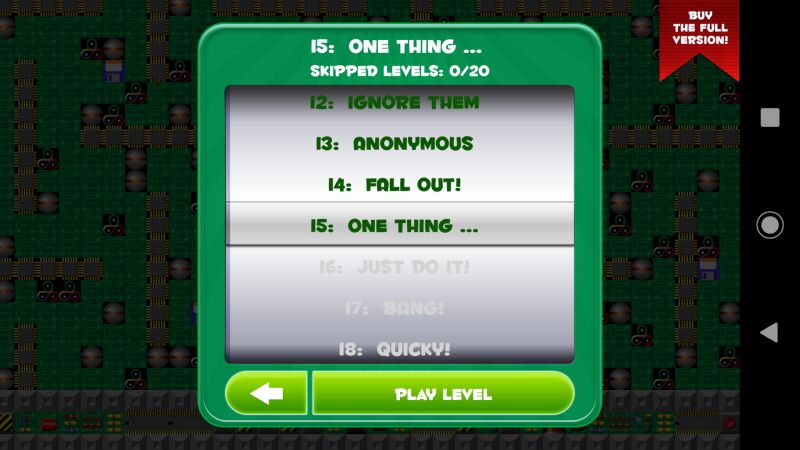 15: ONE THING ...
SKIPPED LEVELS: 0/20
BUY
THE FULL
VERSION!
12: IGNORE THEM
13: ANONYMOUS
14: FALL OUT!
15: ONE THING ...
16: JUST DO IT!
17: BANG!
18: QUICKY!
PLAY LEVEL